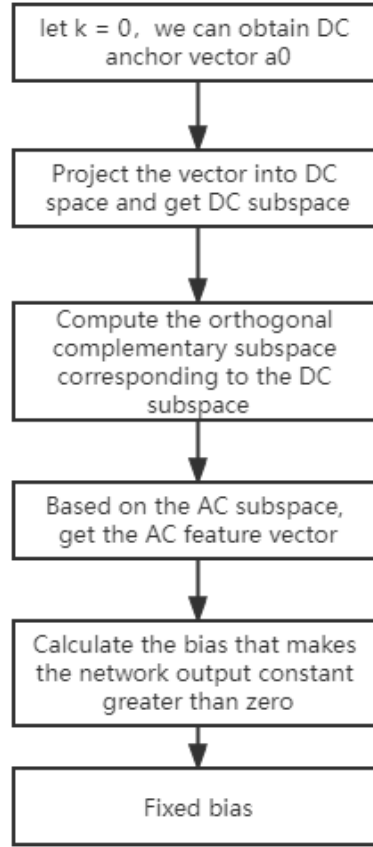 let k = 0,  we can obtain DC
anchor vector a0
Project the vector into DC
space and get DC subspace
Compute the orthogonal
complementary subspace
corresponding to the DC
subspace
Based on the AC subspace,
get the AC feature vector
Calculate the bias that makes
the network output constant
greater than zero
Fixed bias